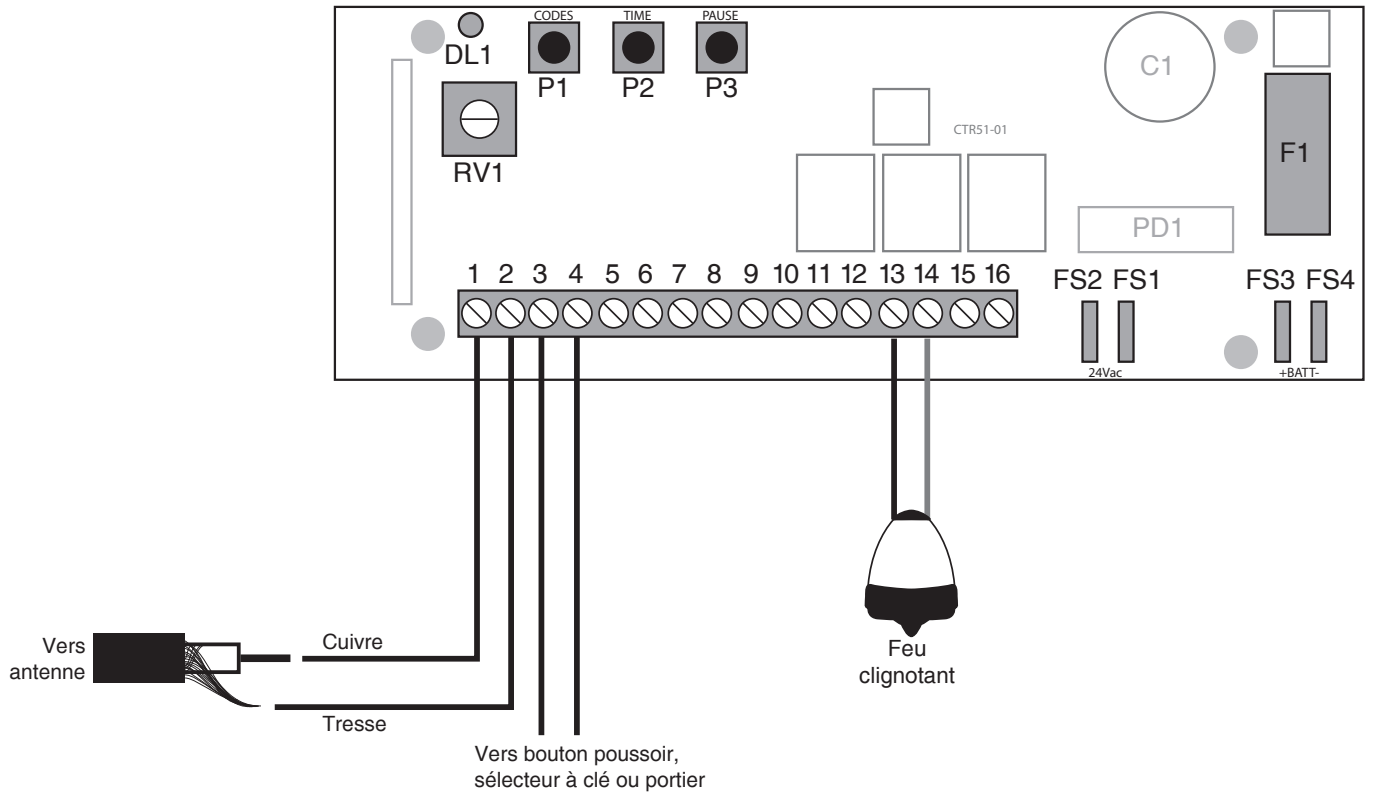 CODES TIME PAUSE
DL1
P1 P2 P3
C1
CTR51-01
F1
RV1
PD1
1 2 3 4 5 6 7 8 9 10 11 12 13 14 15 16
FS2 FS1 FS3 FS4
24Vac +BATT-
Vers
antenne
Cuivre
Tresse
Feu
clignotant
Vers bouton poussoir,
sélecteur à clé ou portier